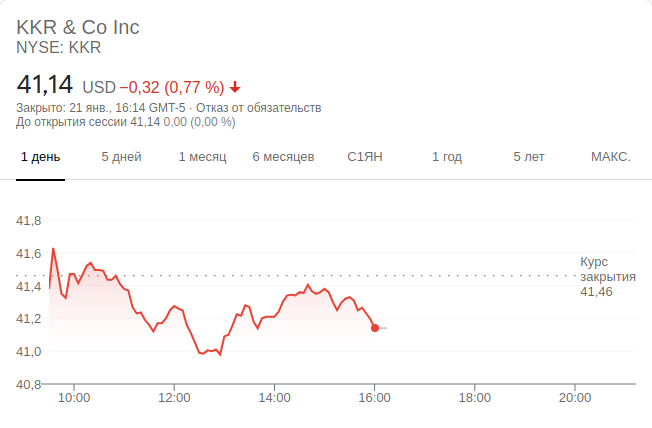 KKR & Co Inc
NYSE: KKR
41,14 USD −0,32 (0,77 %)
Закрыто: 21 янв., 16:14 GMT-5 · Отказ от обязательств
До открытия сессии 41,14 0,00 (0,00 %)
1 день 5 дней 1 месяц 6 месяцев С1ЯН 1 год 5 лет МАКС.
41,8
41,6
Курс
закрытия
41,4
41,46
41,2
41,0
40,8
10:00 12:00 14:00 16:00 18:00 20:00